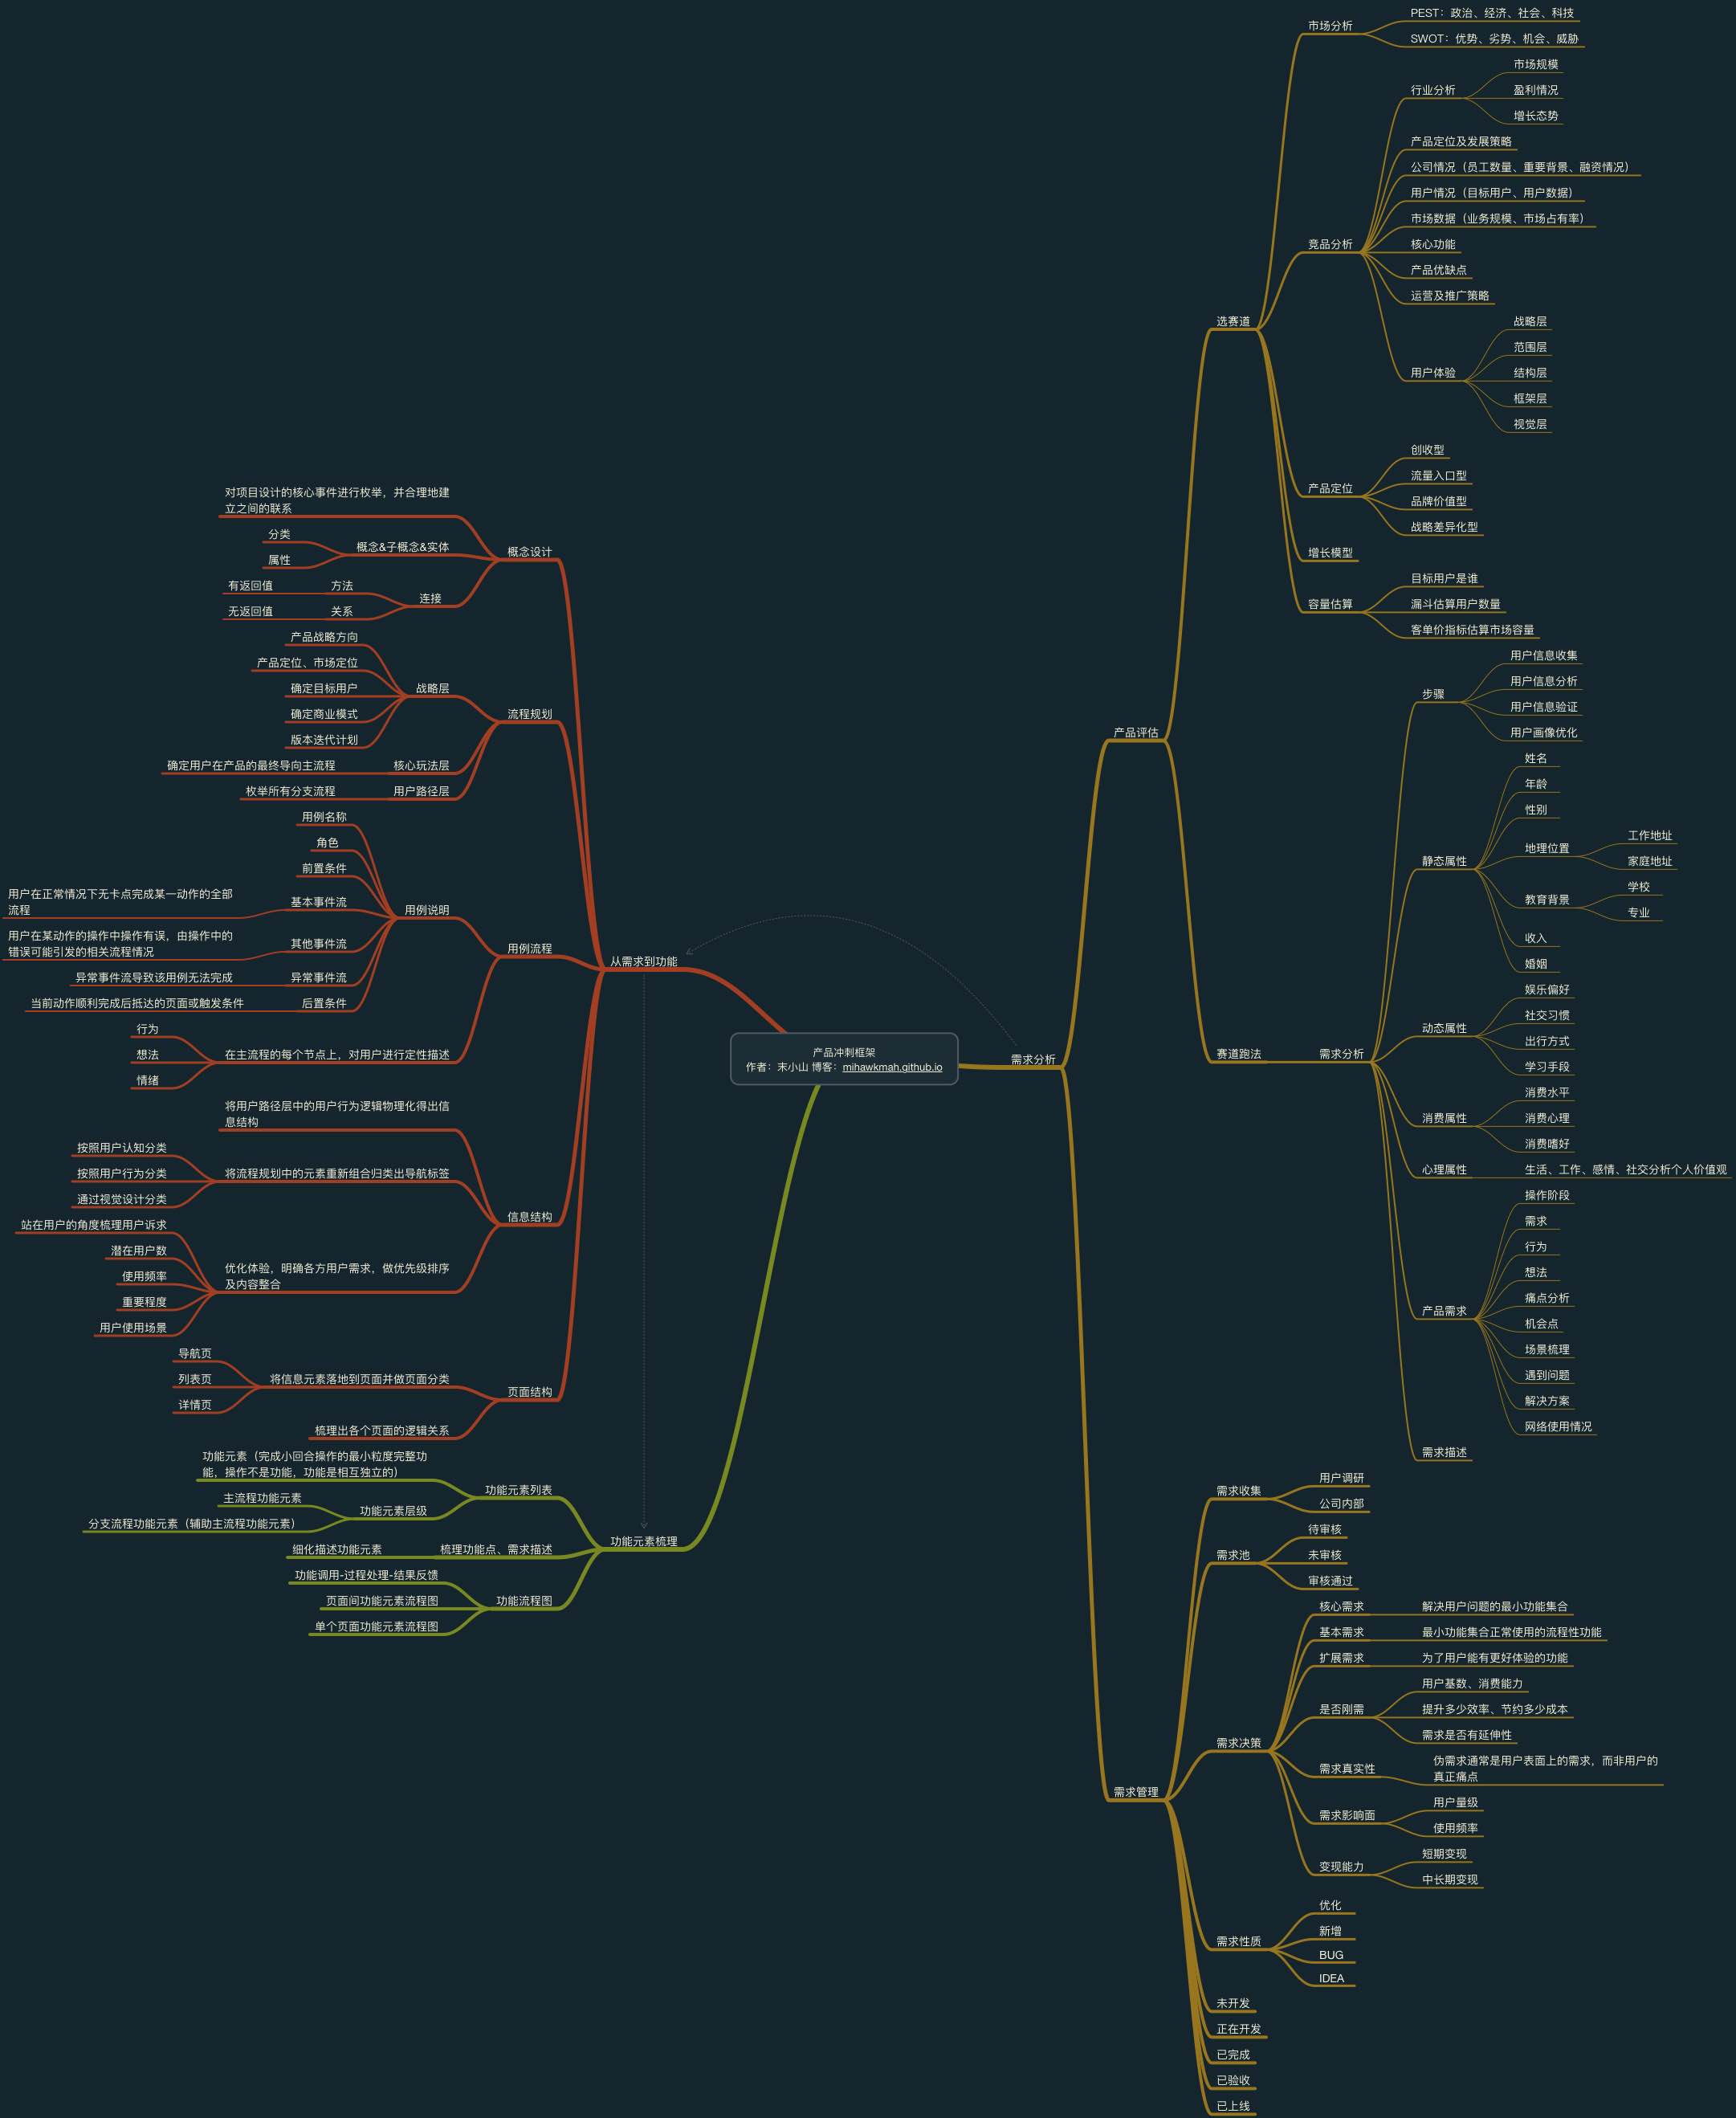 产品冲刺框架
作者：末小山 博客：mihawkmah.github.io
需求分析
产品评估
选赛道
市场分析
PEST：政治、经济、社会、科技
SWOT：优势、劣势、机会、威胁
竞品分析
行业分析
市场规模
盈利情况
增长态势
产品定位及发展策略
公司情况（员工数量、重要背景、融资情况）
用户情况（目标用户、用户数据）
市场数据（业务规模、市场占有率）
核心功能
产品优缺点
运营及推广策略
用户体验
战略层
范围层
结构层
框架层
视觉层
产品定位
创收型
流量入口型
品牌价值型
战略差异化型
增长模型
容量估算
目标用户是谁
漏斗估算用户数量
客单价指标估算市场容量
赛道跑法
需求分析
步骤
用户信息收集
用户信息分析
用户信息验证
用户画像优化
静态属性
姓名
年龄
性别
地理位置
工作地址
家庭地址
教育背景
学校
专业
收入
婚姻
动态属性
娱乐偏好
社交习惯
出行方式
学习手段
消费属性
消费水平
消费心理
消费嗜好
心理属性
生活、工作、感情、社交分析个人价值观
产品需求
操作阶段
需求
行为
想法
痛点分析
机会点
场景梳理
遇到问题
解决方案
网络使用情况
需求描述
需求管理
需求收集
用户调研
公司内部
需求池
待审核
未审核
审核通过
需求决策
核心需求
解决用户问题的最小功能集合
基本需求
最小功能集合正常使用的流程性功能
扩展需求
为了用户能有更好体验的功能
是否刚需
用户基数、消费能力
提升多少效率、节约多少成本
需求是否有延伸性
需求真实性
伪需求通常是用户表面上的需求，而非用户的
真正痛点
需求影响面
用户量级
使用频率
变现能力
短期变现
中长期变现
需求性质
优化
新增
BUG
IDEA
未开发
正在开发
已完成
已验收
已上线
从需求到功能
概念设计
对项目设计的核心事件进行枚举，并合理地建
立之间的联系
概念&子概念&实体
分类
属性
连接
方法
有返回值
关系
无返回值
流程规划
战略层
产品战略方向
产品定位、市场定位
确定目标用户
确定商业模式
版本迭代计划
核心玩法层
确定用户在产品的最终导向主流程
用户路径层
枚举所有分支流程
用例流程
用例说明
用例名称
角色
前置条件
基本事件流
用户在正常情况下无卡点完成某一动作的全部
流程
其他事件流
用户在某动作的操作中操作有误，由操作中的
错误可能引发的相关流程情况
异常事件流
异常事件流导致该用例无法完成
后置条件
当前动作顺利完成后抵达的页面或触发条件
在主流程的每个节点上，对用户进行定性描述
行为
想法
情绪
信息结构
将用户路径层中的用户行为逻辑物理化得出信
息结构
将流程规划中的元素重新组合归类出导航标签
按照用户认知分类
按照用户行为分类
通过视觉设计分类
优化体验，明确各方用户需求，做优先级排序
及内容整合
站在用户的角度梳理用户诉求
潜在用户数
使用频率
重要程度
用户使用场景
页面结构
将信息元素落地到页面并做页面分类
导航页
列表页
详情页
梳理出各个页面的逻辑关系
功能元素梳理
功能元素列表
功能元素（完成小回合操作的最小粒度完整功
能，操作不是功能，功能是相互独立的）
功能元素层级
主流程功能元素
分支流程功能元素（辅助主流程功能元素）
梳理功能点、需求描述
细化描述功能元素
功能流程图
功能调用-过程处理-结果反馈
页面间功能元素流程图
单个页面功能元素流程图